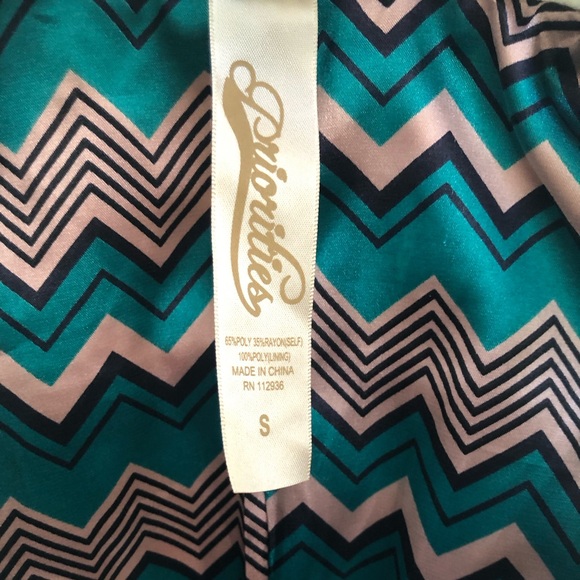 Priorities
65%POLY 35%RAYON(SELF)
100%POLY(LINING)
MADE IN CHINA
RN 112936
S